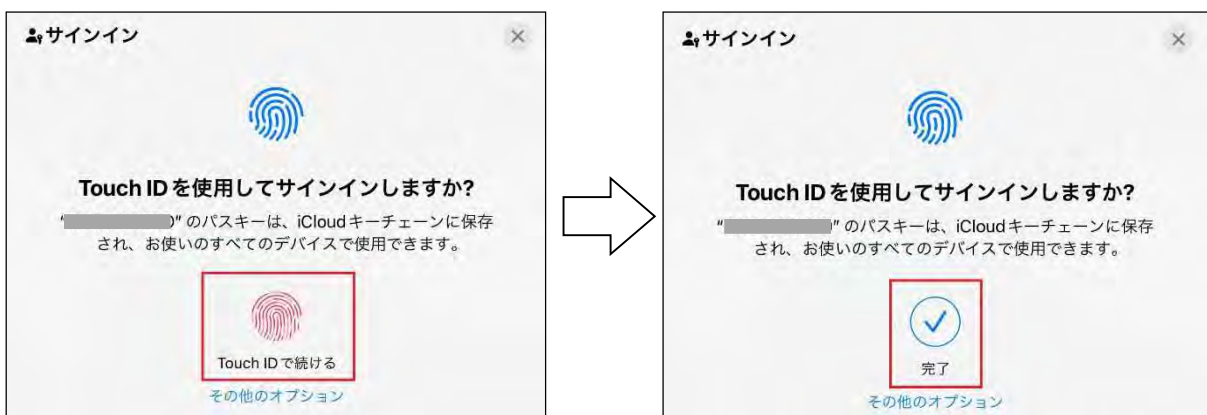 サインイン
Touch IDを使用してサインインしますか?
" " のパスキーは、iCloudキーチェーンに保存
され、お使いのすべてのデバイスで使用できます。
Touch IDで続ける
その他のオプション
サインイン
Touch IDを使用してサインインしますか?
" " のパスキーは、iCloudキーチェーンに保存
され、お使いのすべてのデバイスで使用できます。
完了
その他のオプション